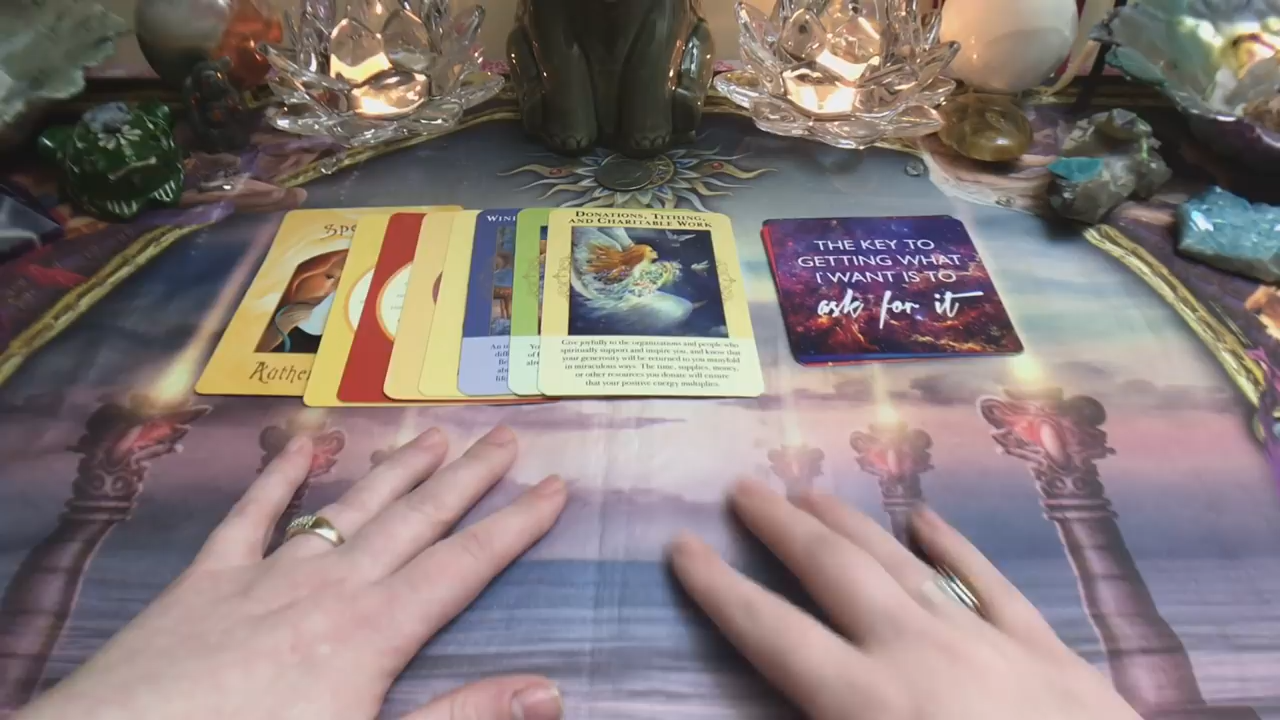 Spe
Authe
WIN
DONATIONS, TITHING,
AND CHARITABLE WORK
Give joyfully to the organizations and people who
spiritually support and inspire you, and know that
your generosity will be returned to you manyfold
in miraculous ways. The time, supplies, money,
or other resources you donate will ensure
that your positive energy multiplies.
THE KEY TO
GETTING WHAT
I WANT IS TO
ask for it